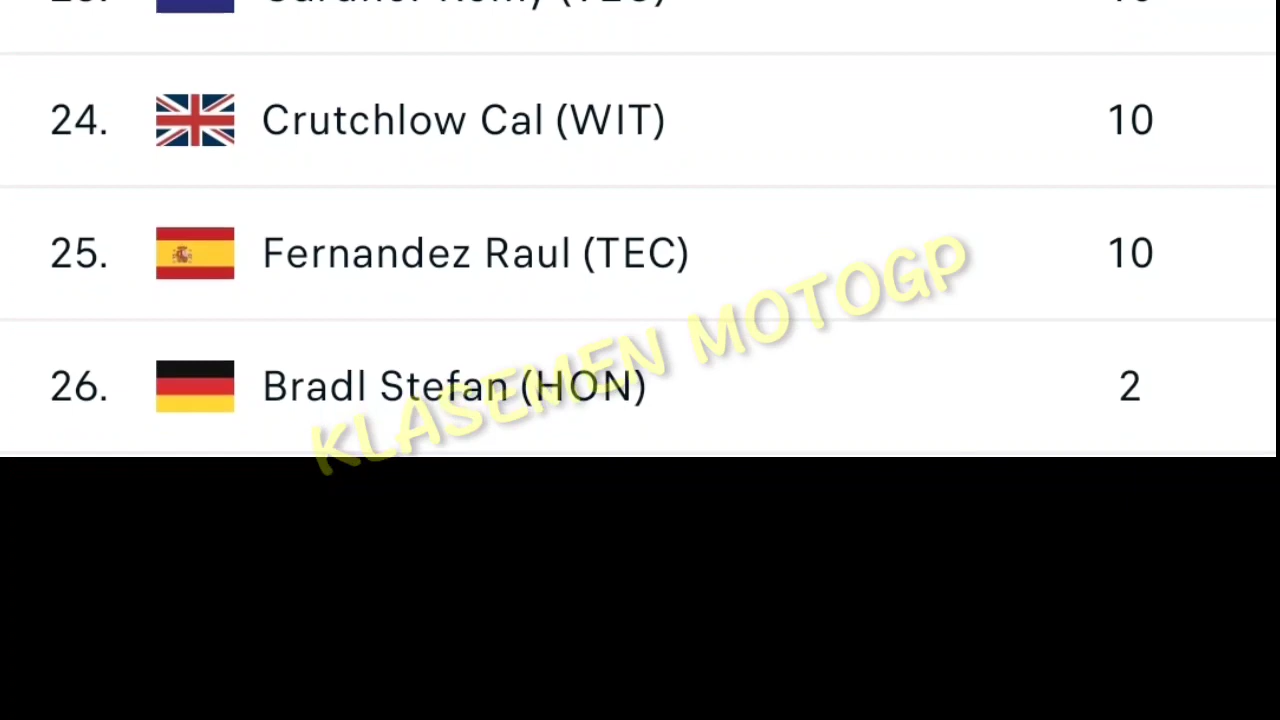 24. Crutchlow Cal (WIT) 10
25. Fernandez Raul (TEC) 10
26. Bradl Stefan (HON) 2
KLASEMEN MOTOGP